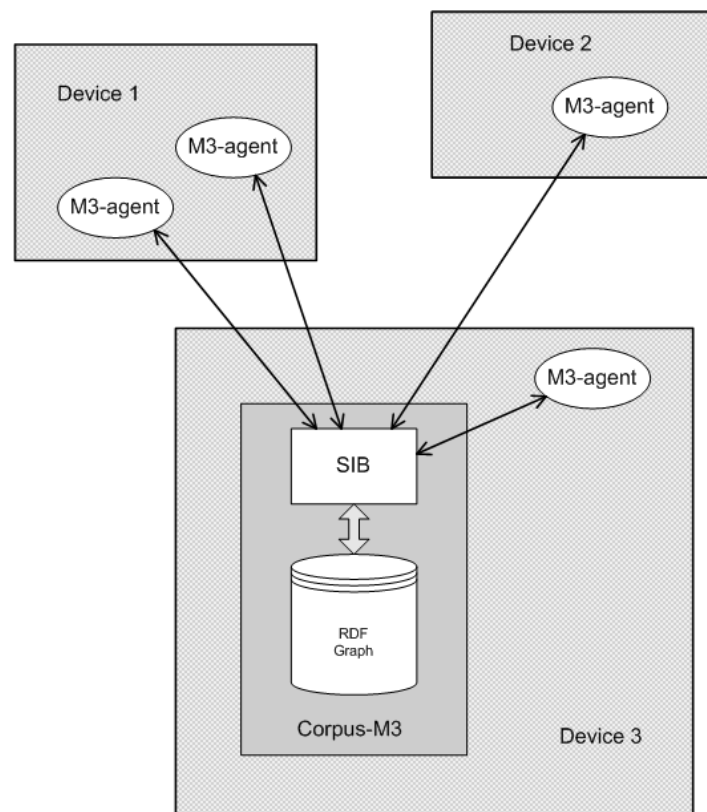 Device 1
M3-agent
M3-agent
Device 2
M3-agent
M3-agent
SIB
RDF
Graph
Corpus-M3
Device 3